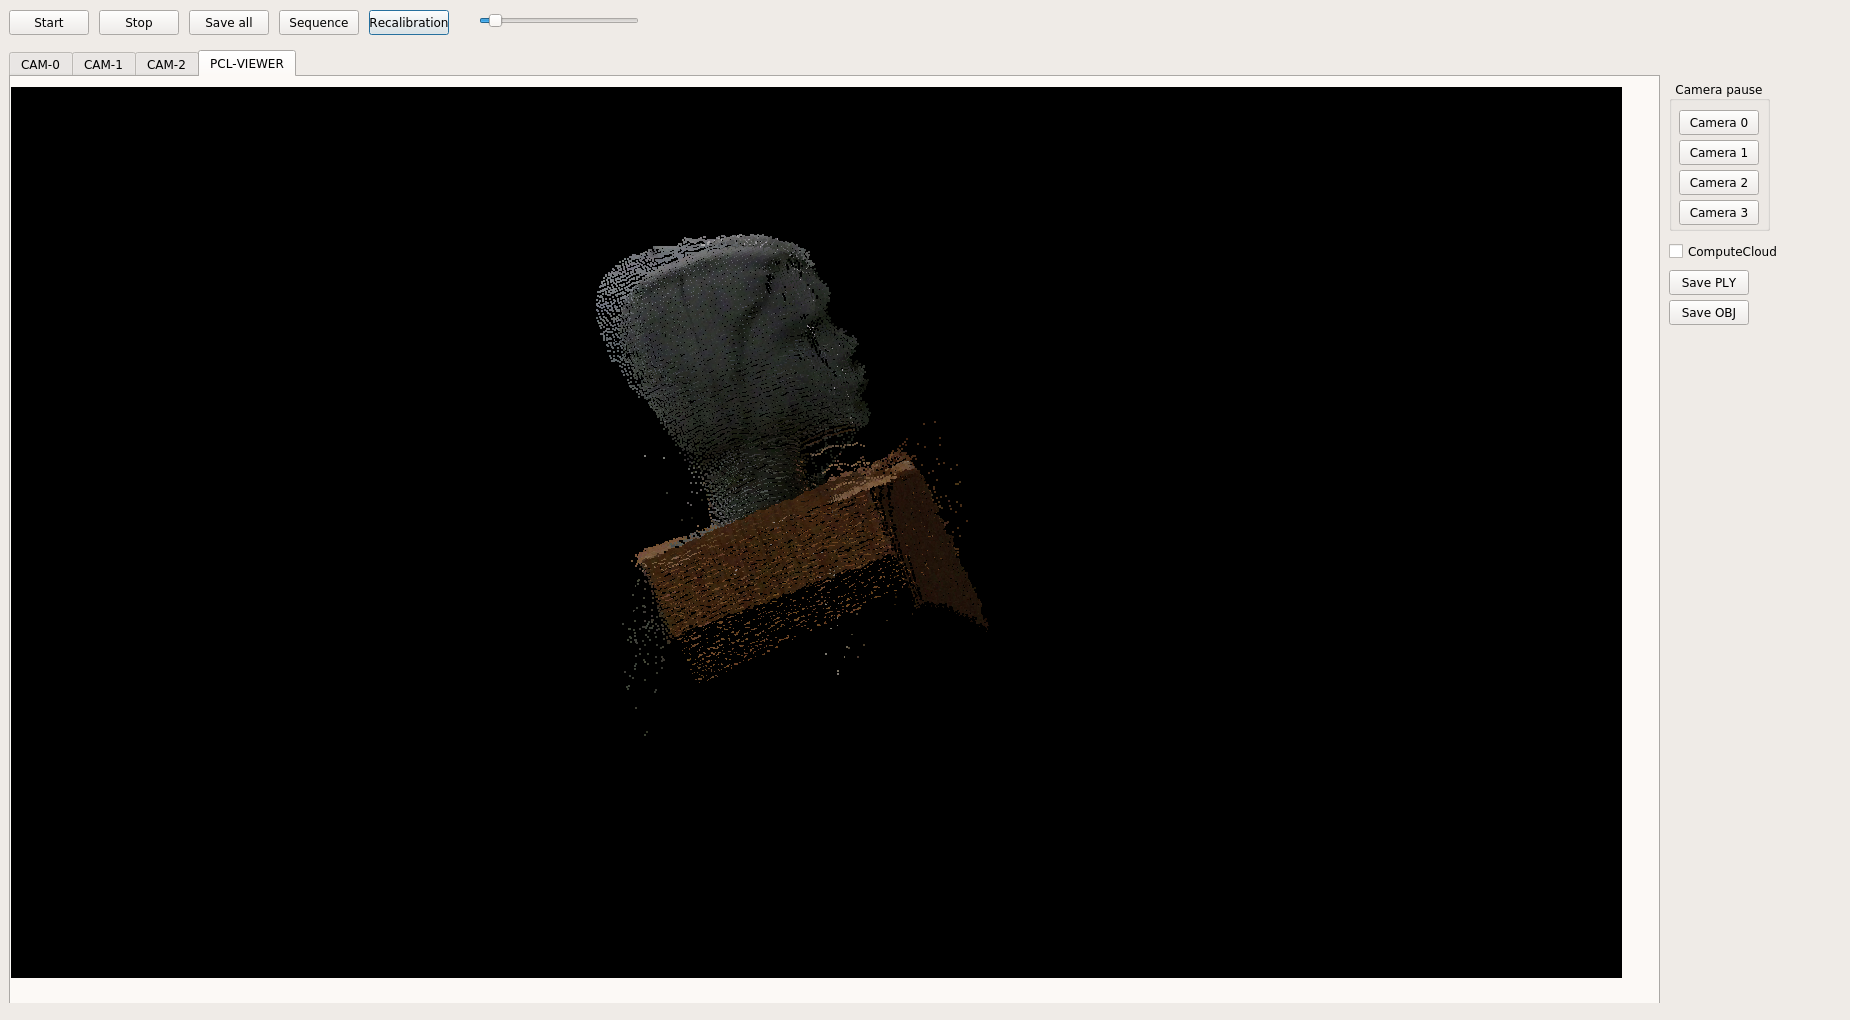 Start Stop Save all Sequence Recalibration
CAM-0 CAM-1 CAM-2 PCL-VIEWER
Camera pause
Camera 0
Camera 1
Camera 2
Camera 3
ComputeCloud
Save PLY
Save OBJ